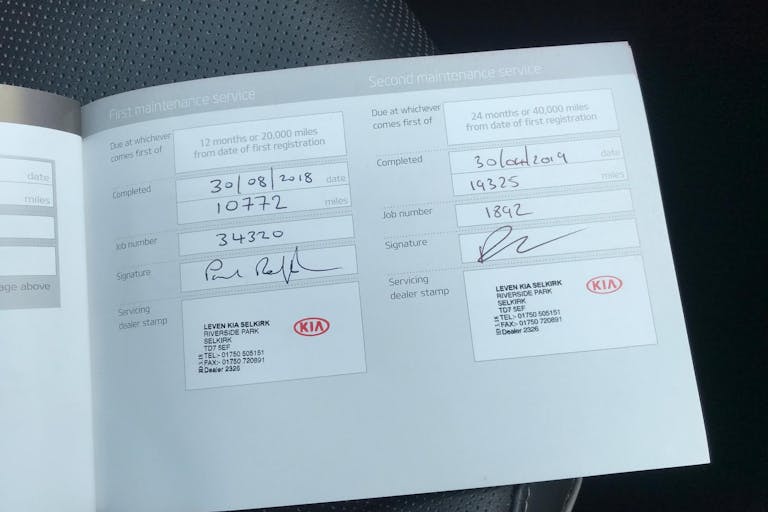 date
miles
age above
First maintenance service
Due at whichever
comes first of
12 months or 20,000 miles
from date of first registration
Completed
30/08/2018 date
10772 miles
Job number
34320
Signature
Servicing
dealer stamp
LEVEN KIA SELKIRK
RIVERSIDE PARK
SELKIRK
TD7 5EF
TEL:- 01750 505151
FAX:- 01750 720891
Dealer 2326
KIA
Second maintenance service
Due at whichever
comes first of
24 months or 40,000 miles
from date of first registration
Completed
30/04/2019 date
19325 miles
Job number
1892
Signature
Servicing
dealer stamp
LEVEN KIA SELKIRK
RIVERSIDE PARK
SELKIRK
TD7 5EF
TEL:- 01750 505151
FAX:- 01750 720891
Dealer 2326
KIA